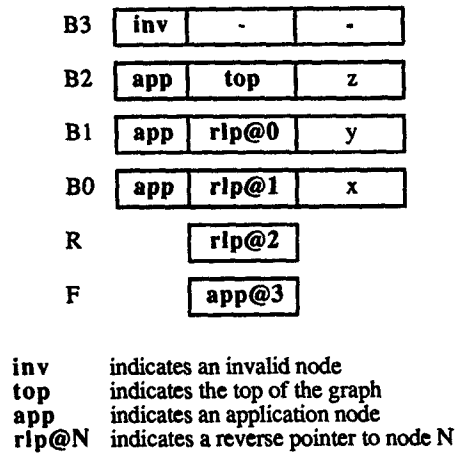 B3 inv - -
B2 app top z
B1 app rlp@0 y
B0 app rlp@1 x
R rlp@2
F app@3
inv indicates an invalid node
top indicates the top of the graph
app indicates an application node
rlp@N indicates a reverse pointer to node N